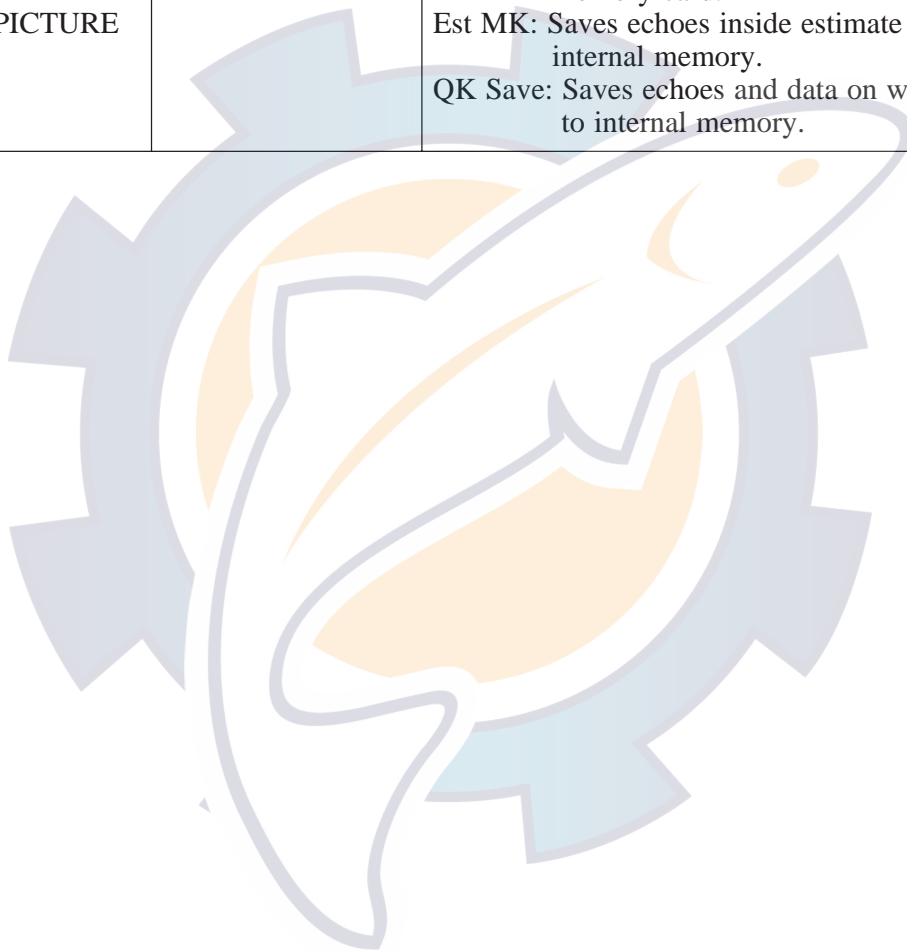 PICTURE
Est MK: Saves echoes inside estimate
internal memory.
QK Save: Saves echoes and data on w
to internal memory.